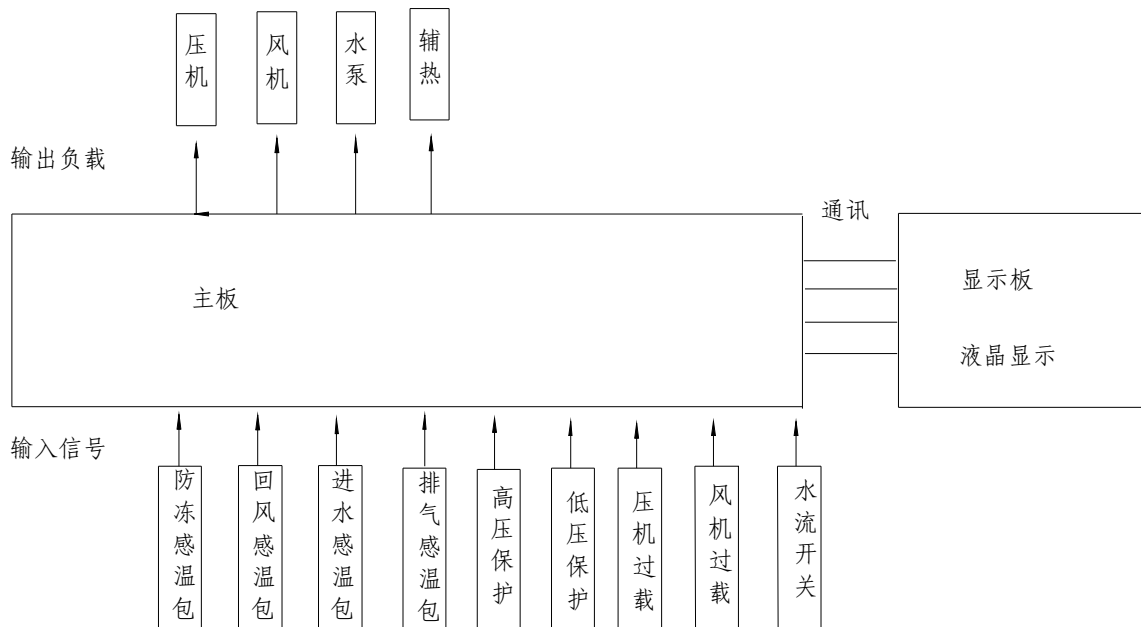 压机
风机
水泵
辅热
输出负载
通讯
主板
显示板
液晶显示
输入信号
防冻感温包
回风感温包
进水感温包
排气感温包
高压保护
低压保护
压机过载
风机过载
水流开关